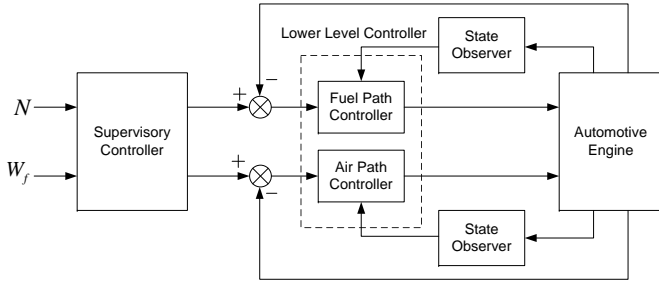 Lower Level Controller
State
Observer
+
−
N
Fuel Path
Controller
Supervisory
Controller
Automotive
Engine
W_f
+
−
Air Path
Controller
State
Observer